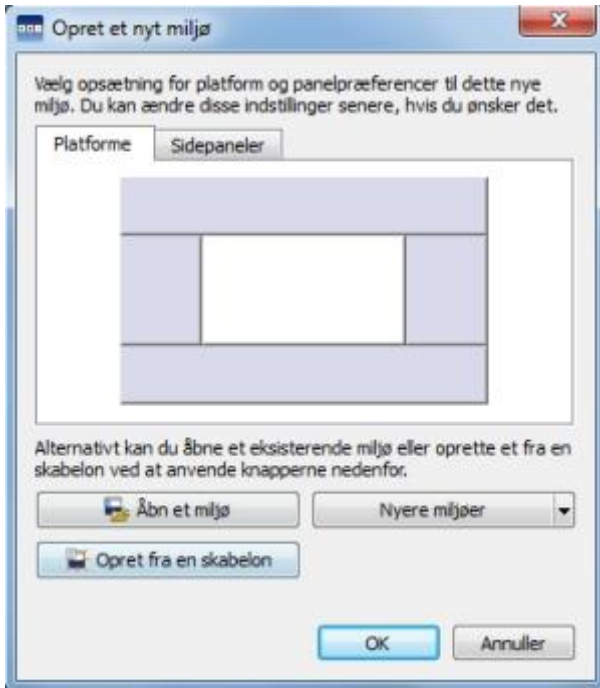 Opret et nyt miljø
Vælg opsætning for platform og panelpræferencer til dette nye
miljø. Du kan ændre disse indstillinger senere, hvis du ønsker det.
Platforme
Sidepaneler
Alternativt kan du åbne et eksisterende miljø eller oprette et fra en
skabelon ved at anvende knapperne nedenfor.
Åbn et miljø
Nyere miljøer
Opret fra en skabelon
OK
Annuller